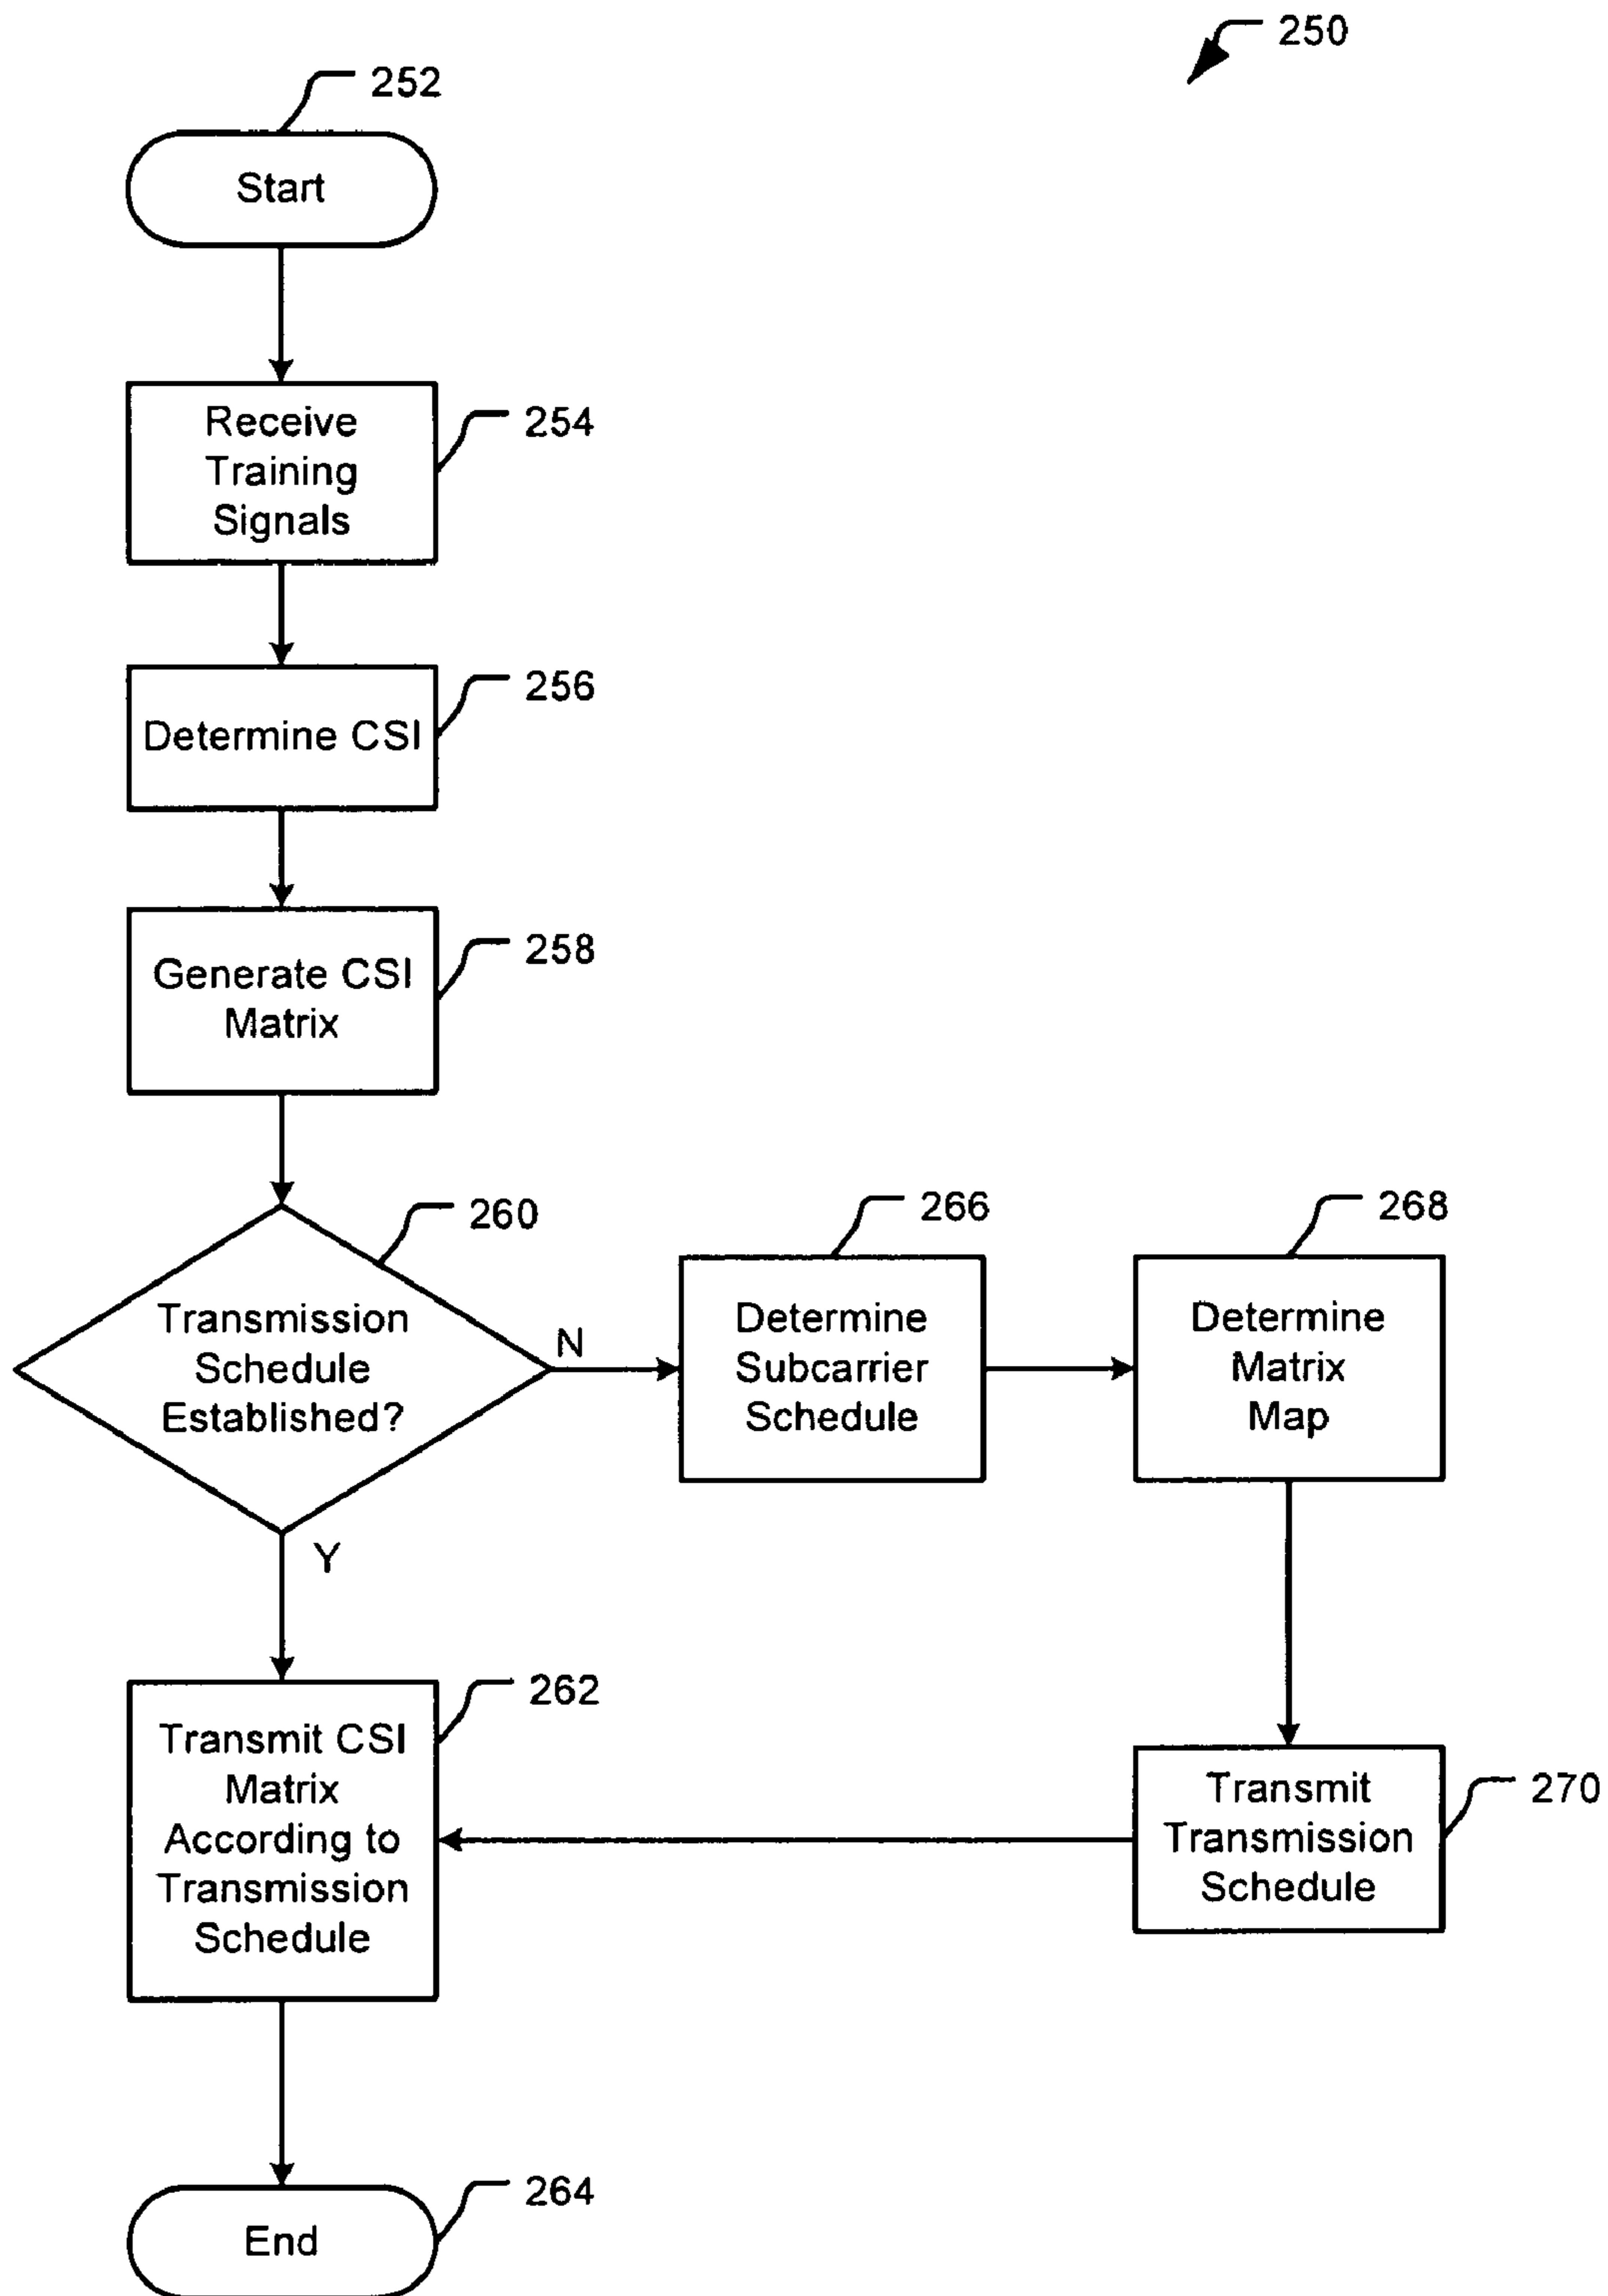 250
252
Start
254
Receive
Training
Signals
256
Determine CSI
258
Generate CSI
Matrix
260
Transmission
Schedule
Established?
N
Y
266
Determine
Subcarrier
Schedule
268
Determine
Matrix
Map
262
Transmit CSI
Matrix
According to
Transmission
Schedule
270
Transmit
Transmission
Schedule
264
End